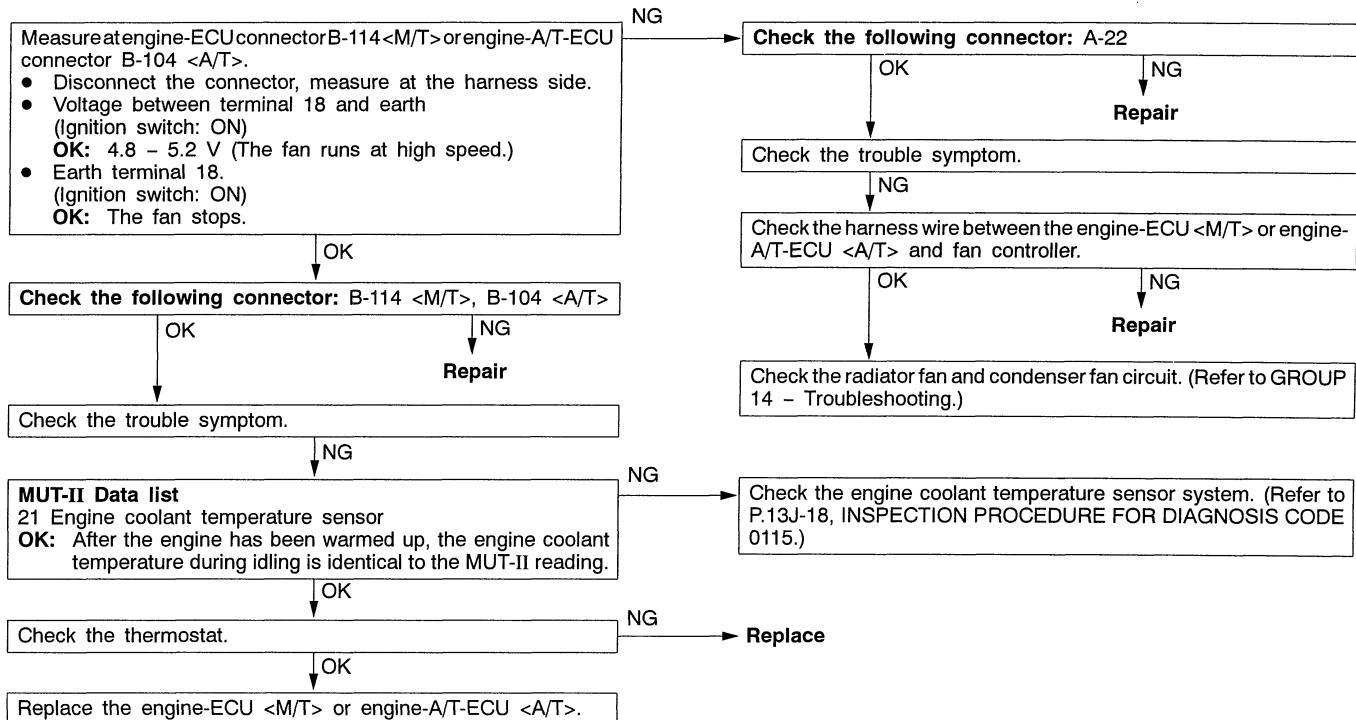 Measure at engine-ECU connector B-114 <M/T> or engine-A/T-ECU
connector B-104 <A/T>.
● Disconnect the connector, measure at the harness side.
● Voltage between terminal 18 and earth
(Ignition switch: ON)
OK: 4.8 – 5.2 V (The fan runs at high speed.)
● Earth terminal 18.
(Ignition switch: ON)
OK: The fan stops.
NG
OK
Check the following connector: B-114 <M/T>, B-104 <A/T>
OK
NG
Repair
Check the trouble symptom.
NG
MUT-II Data list
21 Engine coolant temperature sensor
OK: After the engine has been warmed up, the engine coolant
temperature during idling is identical to the MUT-II reading.
NG
OK
Check the thermostat.
NG
Replace
OK
Replace the engine-ECU <M/T> or engine-A/T-ECU <A/T>.
Check the following connector: A-22
OK
NG
Repair
Check the trouble symptom.
NG
Check the harness wire between the engine-ECU <M/T> or engine-
A/T-ECU <A/T> and fan controller.
OK
NG
Repair
Check the radiator fan and condenser fan circuit. (Refer to GROUP
14 – Troubleshooting.)
Check the engine coolant temperature sensor system. (Refer to
P.13J-18, INSPECTION PROCEDURE FOR DIAGNOSIS CODE
0115.)